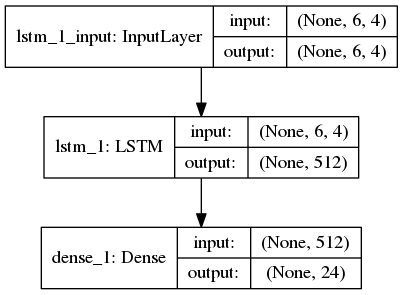 lstm_1_input: InputLayer
input: (None, 6, 4)
output: (None, 6, 4)
lstm_1: LSTM
input: (None, 6, 4)
output: (None, 512)
dense_1: Dense
input: (None, 512)
output: (None, 24)